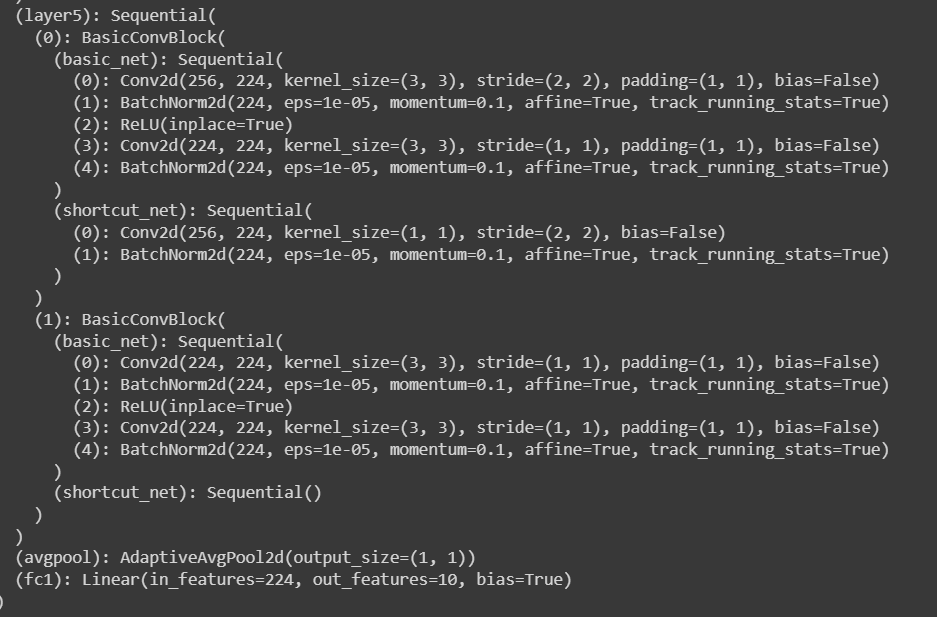 (layer5): Sequential(
(0): BasicConvBlock(
(basic_net): Sequential(
(0): Conv2d(256, 224, kernel_size=(3, 3), stride=(2, 2), padding=(1, 1), bias=False)
(1): BatchNorm2d(224, eps=1e-05, momentum=0.1, affine=True, track_running_stats=True)
(2): ReLU(inplace=True)
(3): Conv2d(224, 224, kernel_size=(3, 3), stride=(1, 1), padding=(1, 1), bias=False)
(4): BatchNorm2d(224, eps=1e-05, momentum=0.1, affine=True, track_running_stats=True)
)
(shortcut_net): Sequential(
(0): Conv2d(256, 224, kernel_size=(1, 1), stride=(2, 2), bias=False)
(1): BatchNorm2d(224, eps=1e-05, momentum=0.1, affine=True, track_running_stats=True)
)
)
(1): BasicConvBlock(
(basic_net): Sequential(
(0): Conv2d(224, 224, kernel_size=(3, 3), stride=(1, 1), padding=(1, 1), bias=False)
(1): BatchNorm2d(224, eps=1e-05, momentum=0.1, affine=True, track_running_stats=True)
(2): ReLU(inplace=True)
(3): Conv2d(224, 224, kernel_size=(3, 3), stride=(1, 1), padding=(1, 1), bias=False)
(4): BatchNorm2d(224, eps=1e-05, momentum=0.1, affine=True, track_running_stats=True)
)
(shortcut_net): Sequential()
)
)
(avgpool): AdaptiveAvgPool2d(output_size=(1, 1))
(fc1): Linear(in_features=224, out_features=10, bias=True)
)